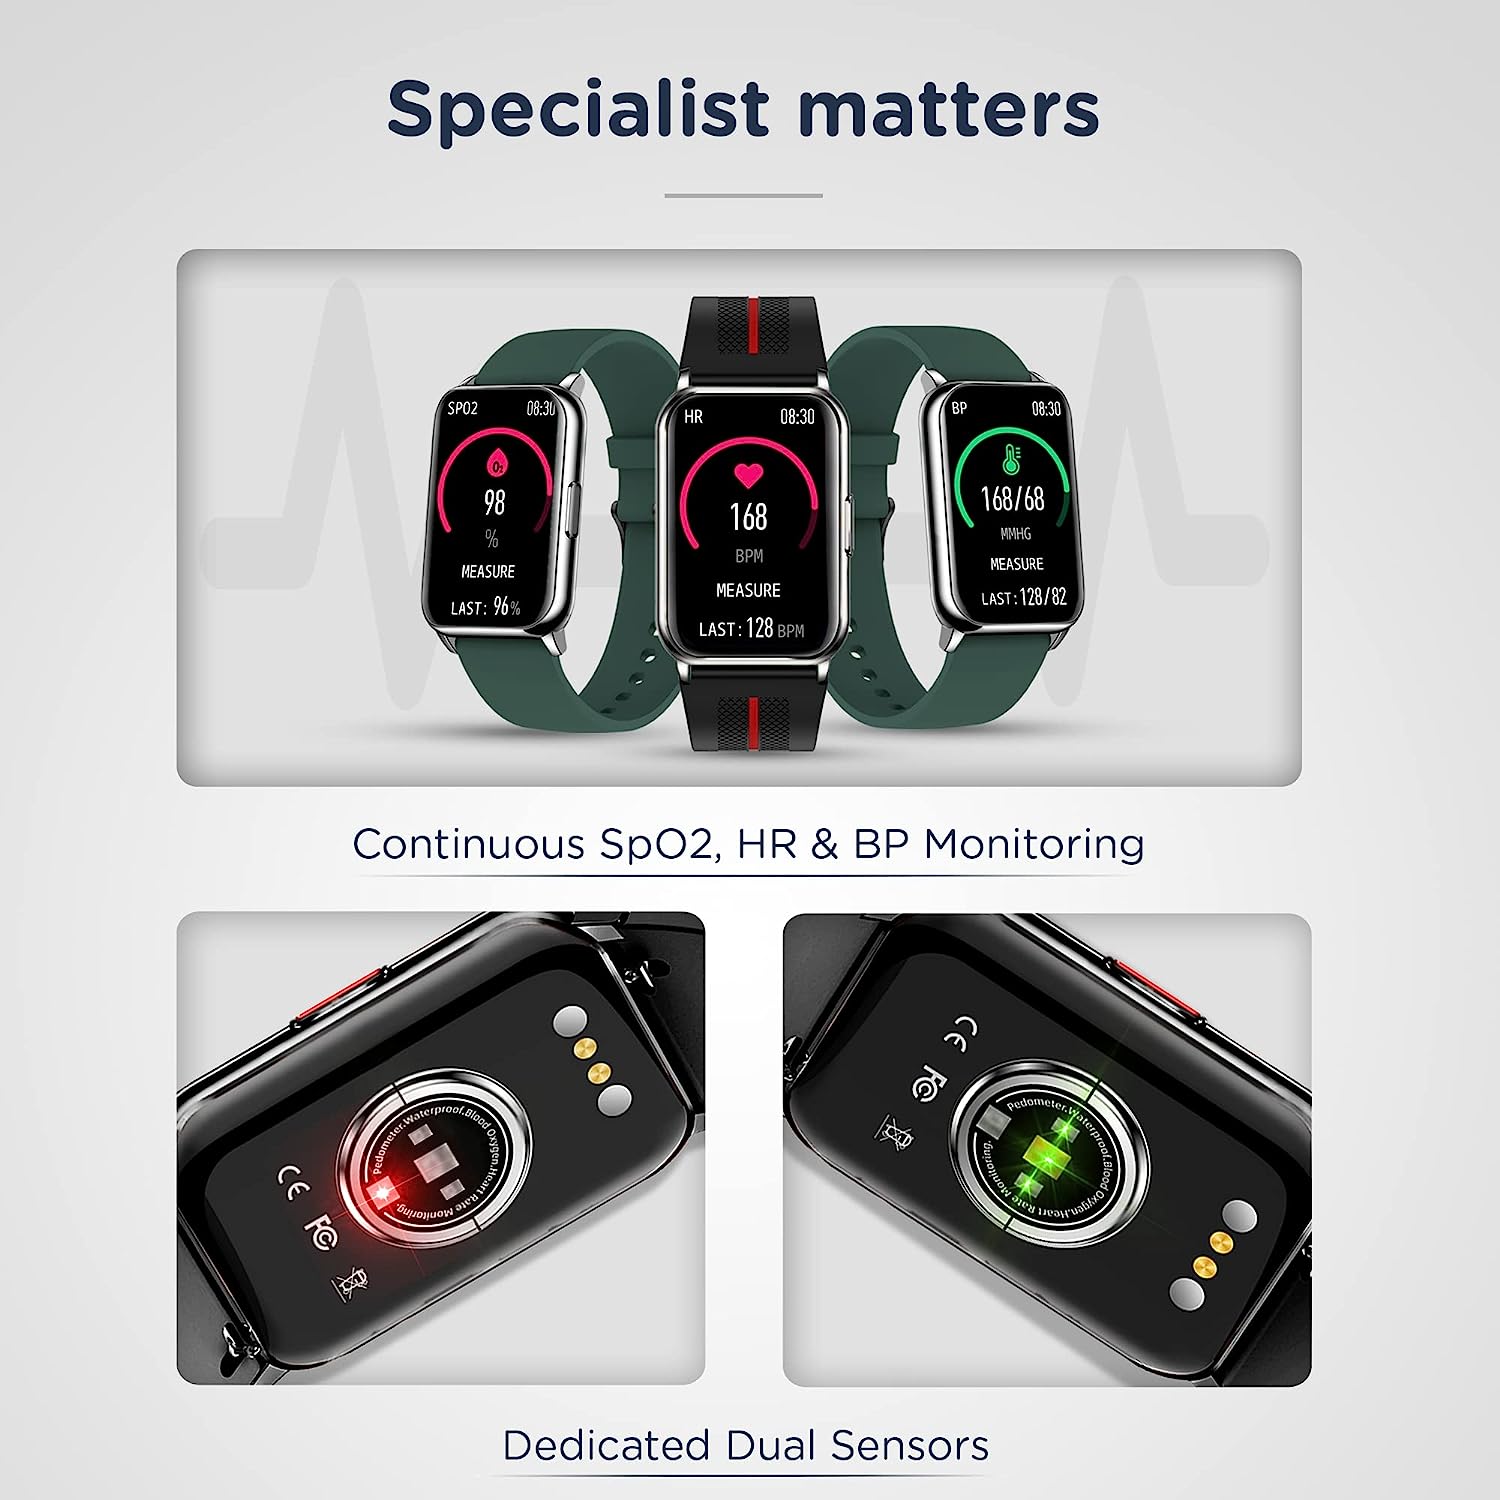 Specialist matters
SPO2 08:30
O2
98
%
MEASURE
LAST: 96%
HR 08:30
168
BPM
MEASURE
LAST: 128 BPM
BP 08:30
168/68
MMHG
MEASURE
LAST: 128/82
Continuous SpO2, HR & BP Monitoring
Pedometer.Waterproof.Blood Oxygen.Heart Rate Monitoring.
CE
FC
Pedometer.Waterproof.Blood Oxygen.Heart Rate Monitoring.
CE
FC
Dedicated Dual Sensors